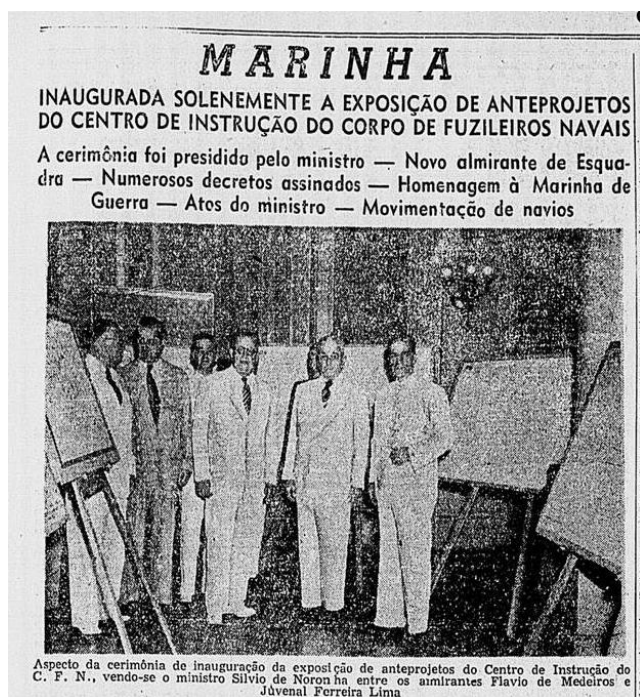 MARINHA
INAUGURADA SOLENEMENTE A EXPOSIÇÃO DE ANTEPROJETOS
DO CENTRO DE INSTRUÇÃO DO CORPO DE FUZILEIROS NAVAIS
A cerimônia foi presidida pelo ministro — Novo almirante de Esqua-
dra — Numerosos decretos assinados — Homenagem à Marinha de
Guerra — Atos do ministro — Movimentação de navios
Aspecto da cerimônia de inauguração da exposição de anteprojetos do Centro de Instrução do
C. F. N., vendo-se o ministro Silvio de Noronha entre os almirantes Flavio de Medeiros e
Juvenal Ferreira Lima